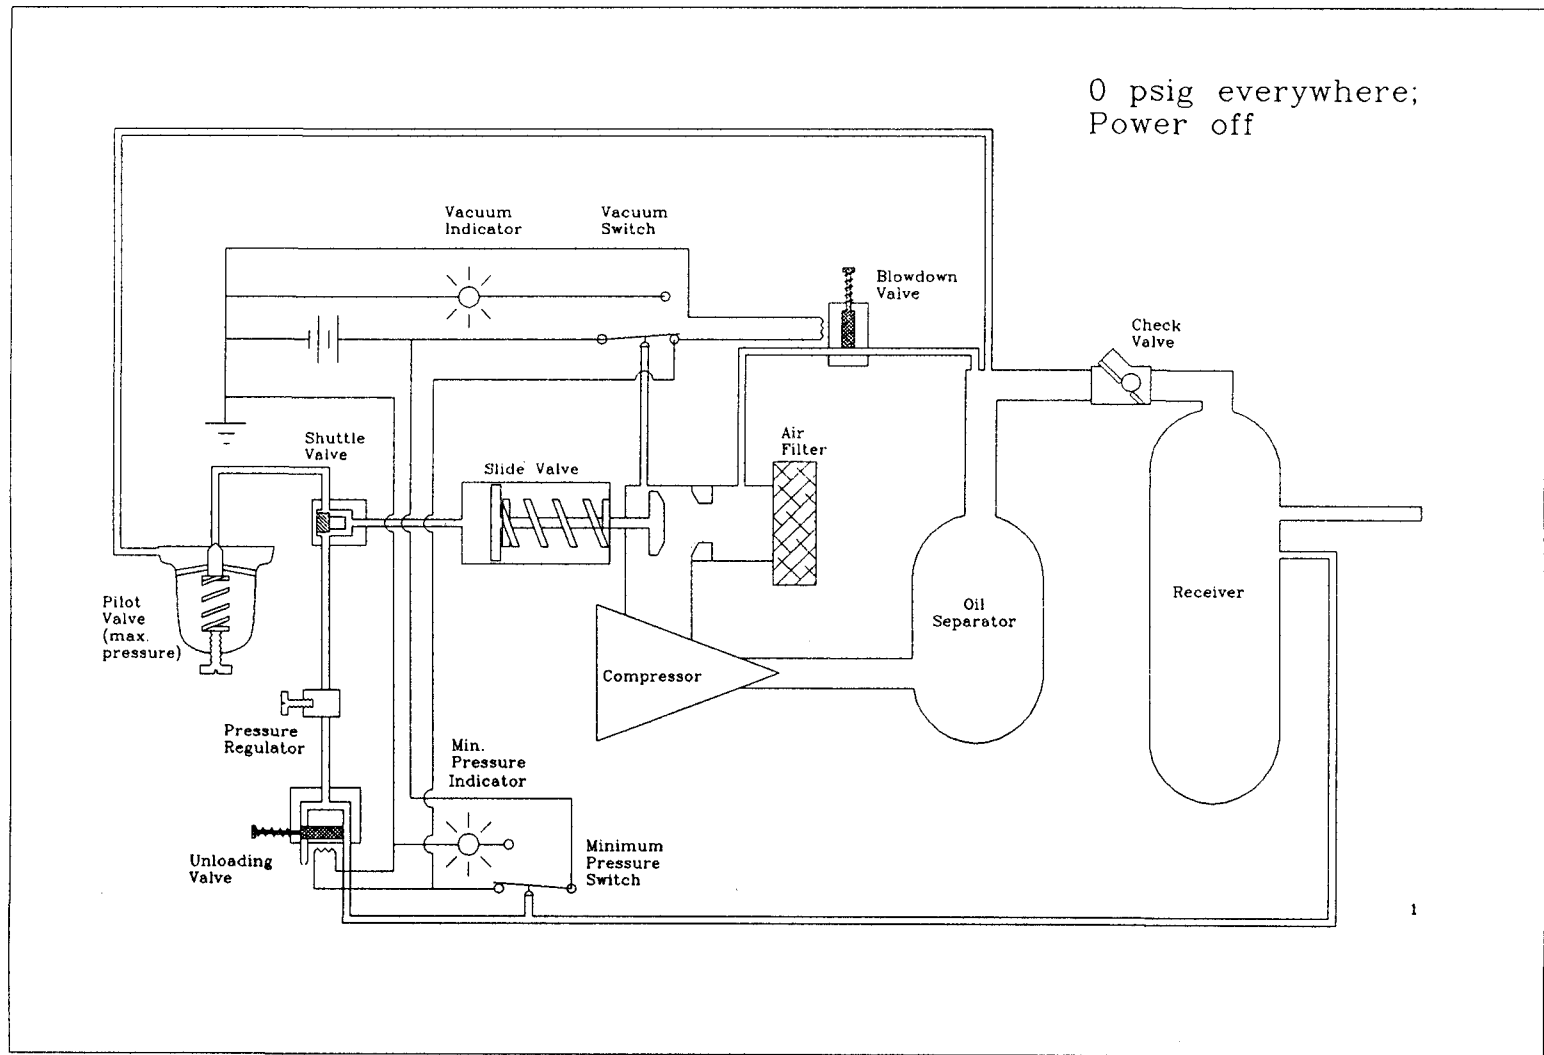 0 psig everywhere;
Power off
Vacuum
Indicator
Vacuum
Switch
Blowdown
Valve
Check
Valve
Shuttle
Valve
Slide Valve
Air
Filter
Pilot
Valve
(max.
pressure)
Oil
Separator
Receiver
Compressor
Pressure
Regulator
Min.
Pressure
Indicator
Unloading
Valve
Minimum
Pressure
Switch
1